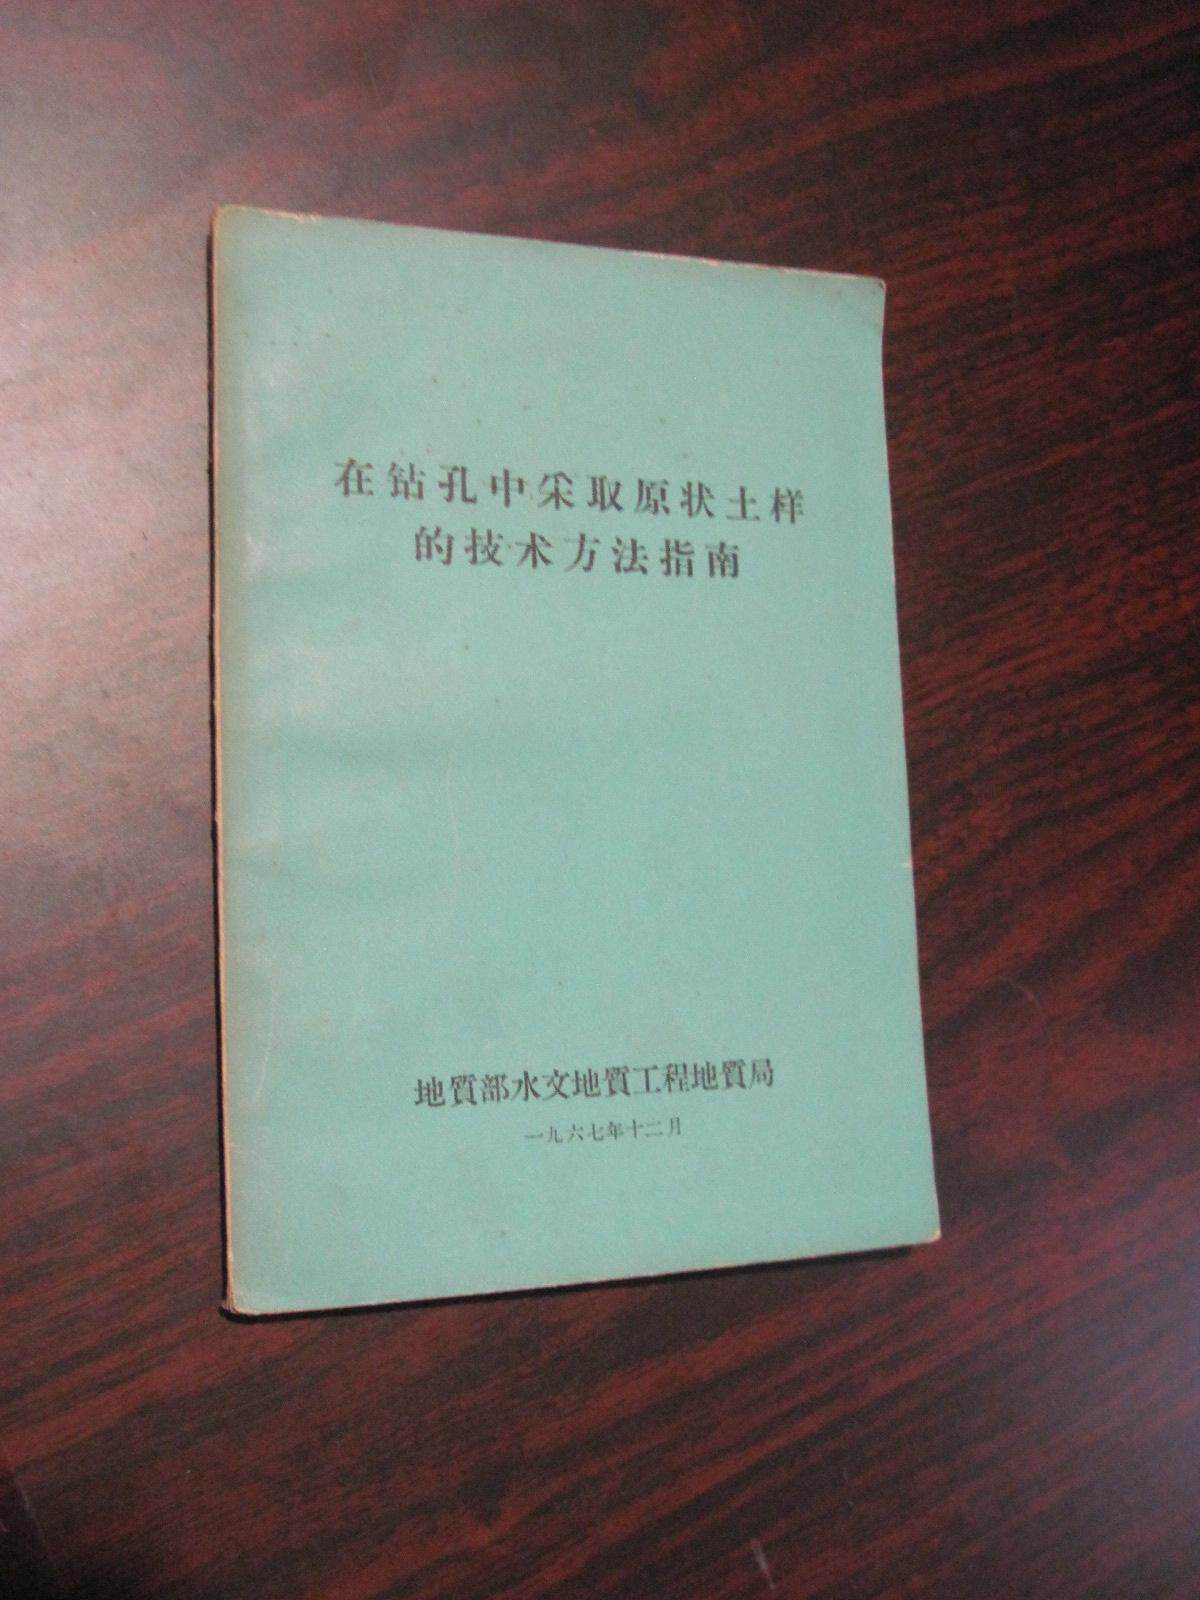 在钻孔中采取原状土样
的技术方法指南
地質部水文地質工程地質局
一九六七年十二月